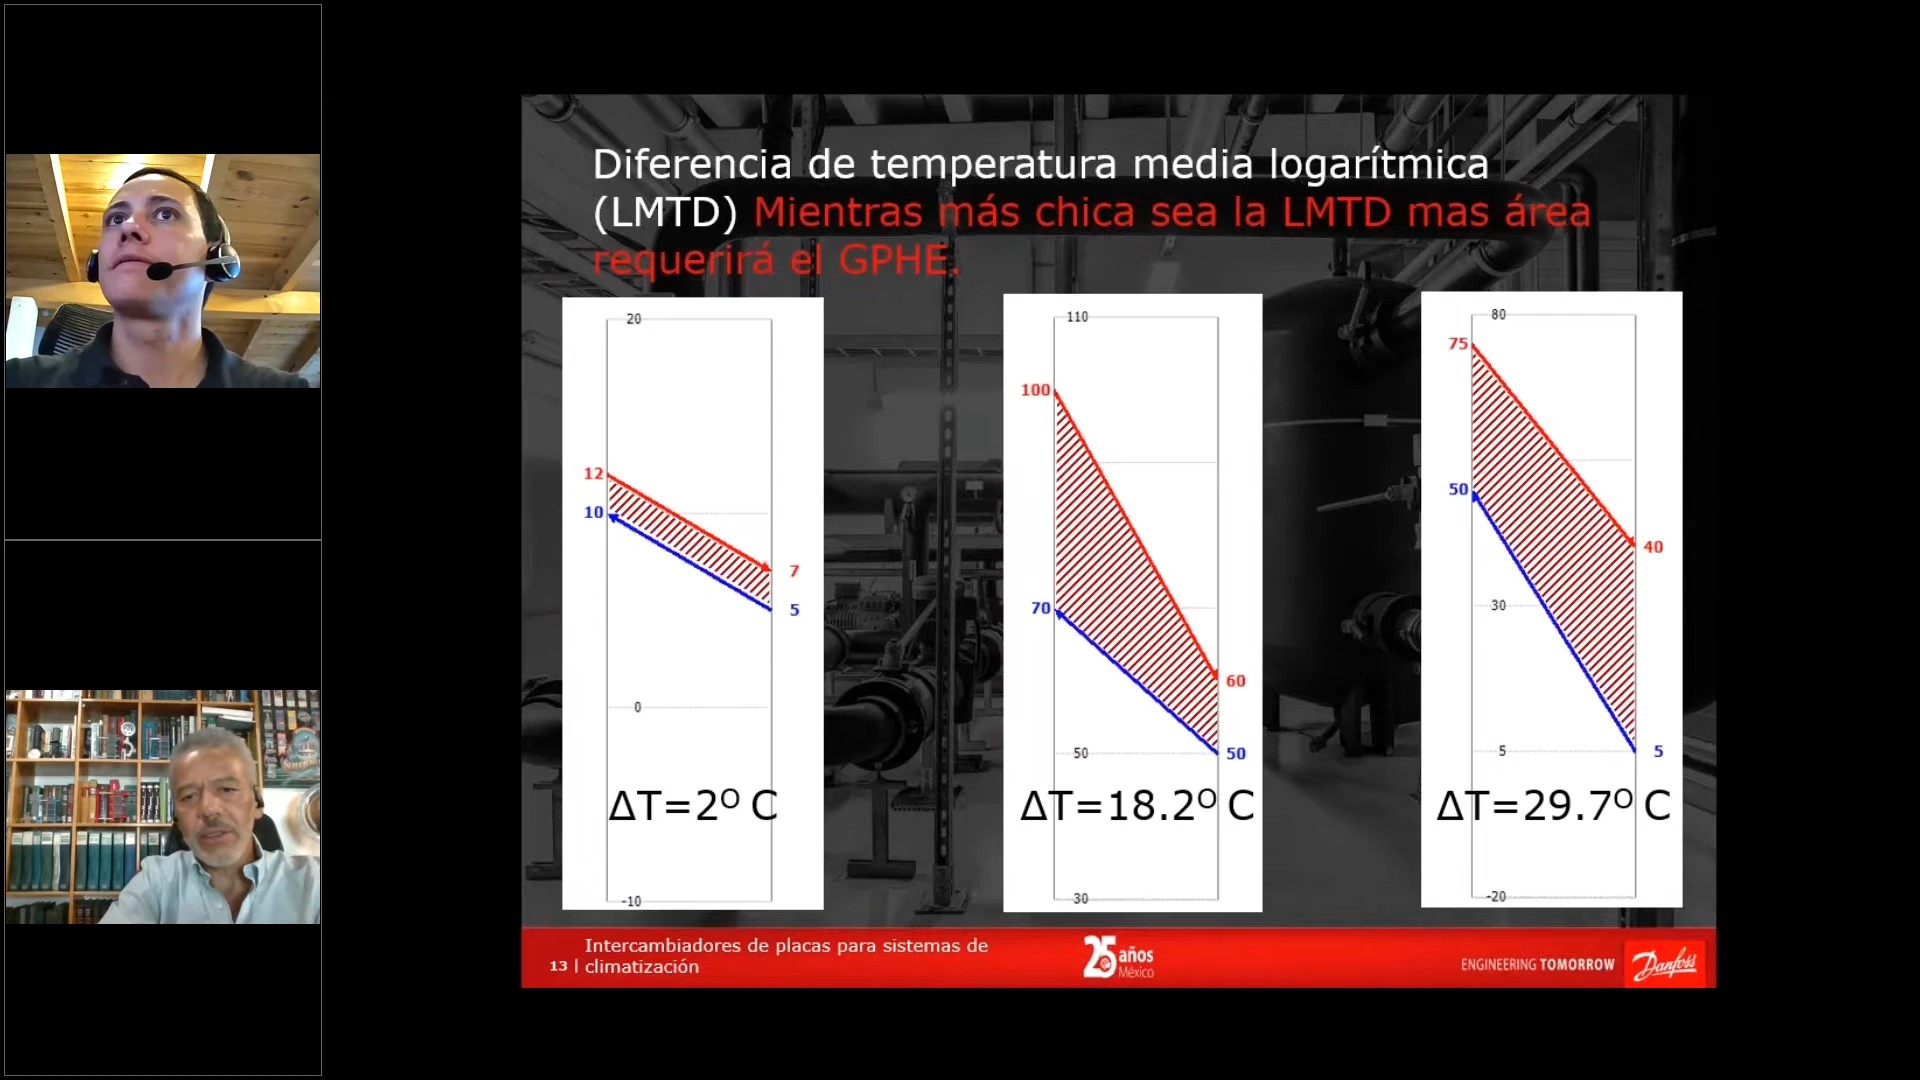 Diferencia de temperatura media logarítmica
(LMTD) Mientras más chica sea la LMTD mas área
requerirá el GPHE.
20
12
10
7
5
0
-10
ΔT=2º C
110
100
70
60
50
50
30
ΔT=18.2º C
80
75
50
40
30
5
5
-20
ΔT=29.7º C
13 | Intercambiadores de placas para sistemas de
climatización
25 años
México
ENGINEERING TOMORROW
Danfoss